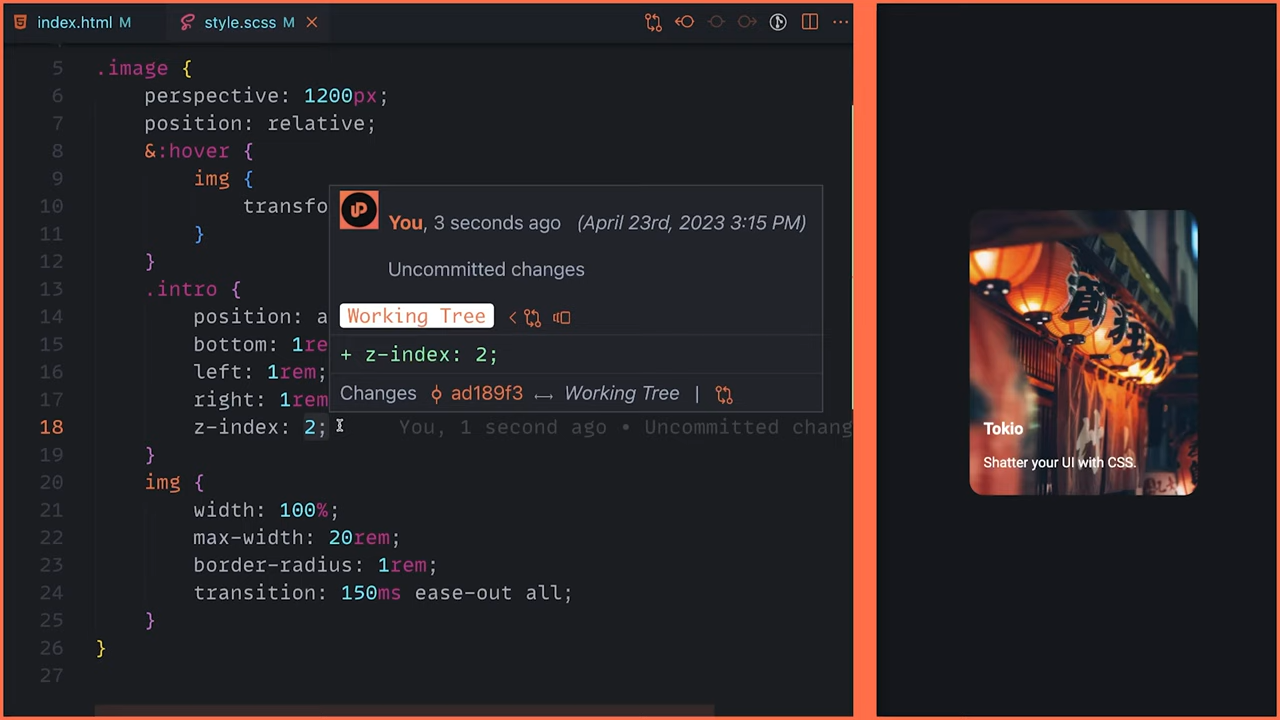 index.html M
style.scss M
5 .image {
6 perspective: 1200px;
7 position: relative;
8 &:hover {
9 img {
10 transfo
11 }
12 }
13 .intro {
14 position: a
15 bottom: 1re
16 left: 1rem;
17 right: 1rem
18 z-index: 2; You, 1 second ago • Uncommitted chang
19 }
20 img {
21 width: 100%;
22 max-width: 20rem;
23 border-radius: 1rem;
24 transition: 150ms ease-out all;
25 }
26 }
27
You, 3 seconds ago (April 23rd, 2023 3:15 PM)
Uncommitted changes
Working Tree
+ z-index: 2;
Changes ad189f3 ↔ Working Tree |
Tokio
Shatter your UI with CSS.